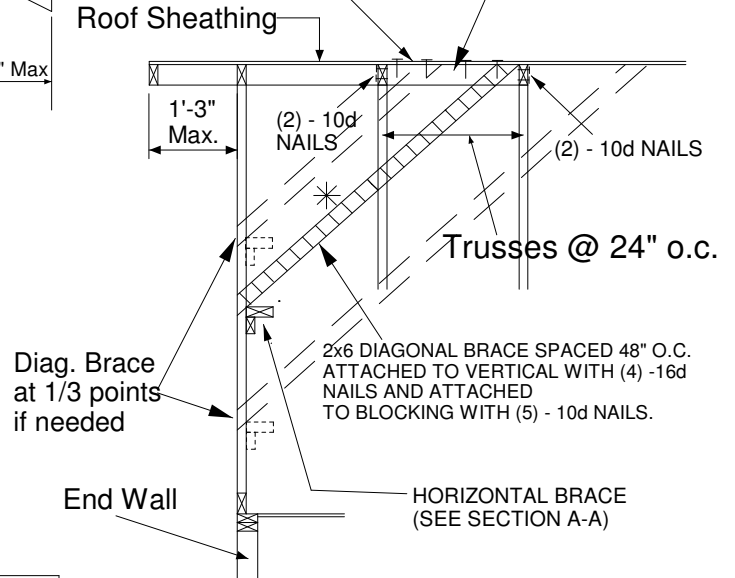 Roof Sheathing
" Max
1'-3"
Max.
(2) - 10d
NAILS
(2) - 10d NAILS
Trusses @ 24" o.c.
Diag. Brace
at 1/3 points
if needed
2x6 DIAGONAL BRACE SPACED 48" O.C.
ATTACHED TO VERTICAL WITH (4) -16d
NAILS AND ATTACHED
TO BLOCKING WITH (5) - 10d NAILS.
End Wall
HORIZONTAL BRACE
(SEE SECTION A-A)